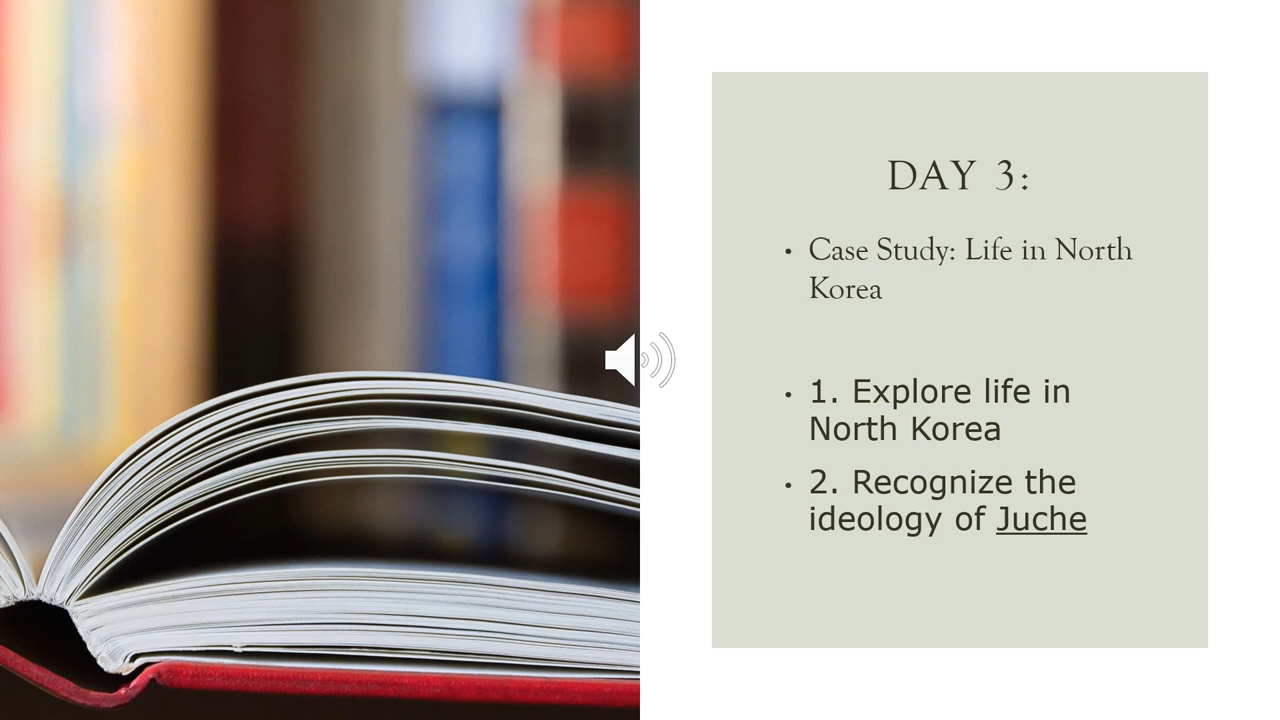 DAY 3:
• Case Study: Life in North
Korea
• 1. Explore life in
North Korea
• 2. Recognize the
ideology of Juche